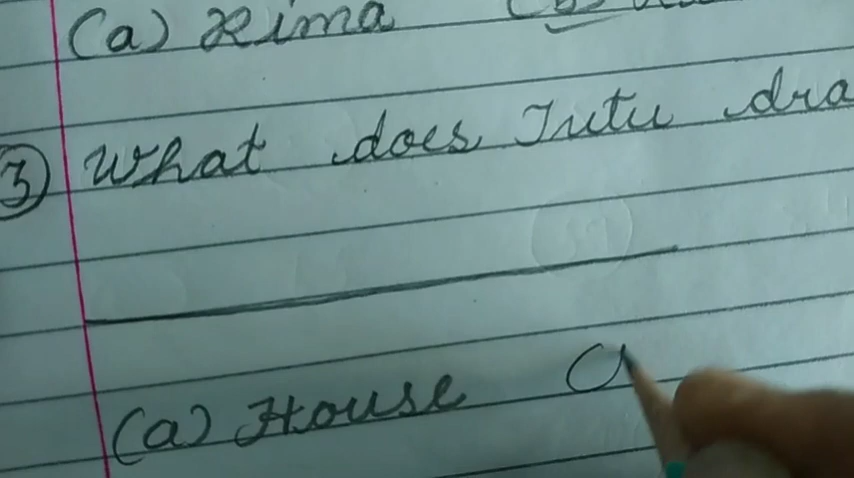 (a) Rima (b)
③ What does Tutu dra
(a) House